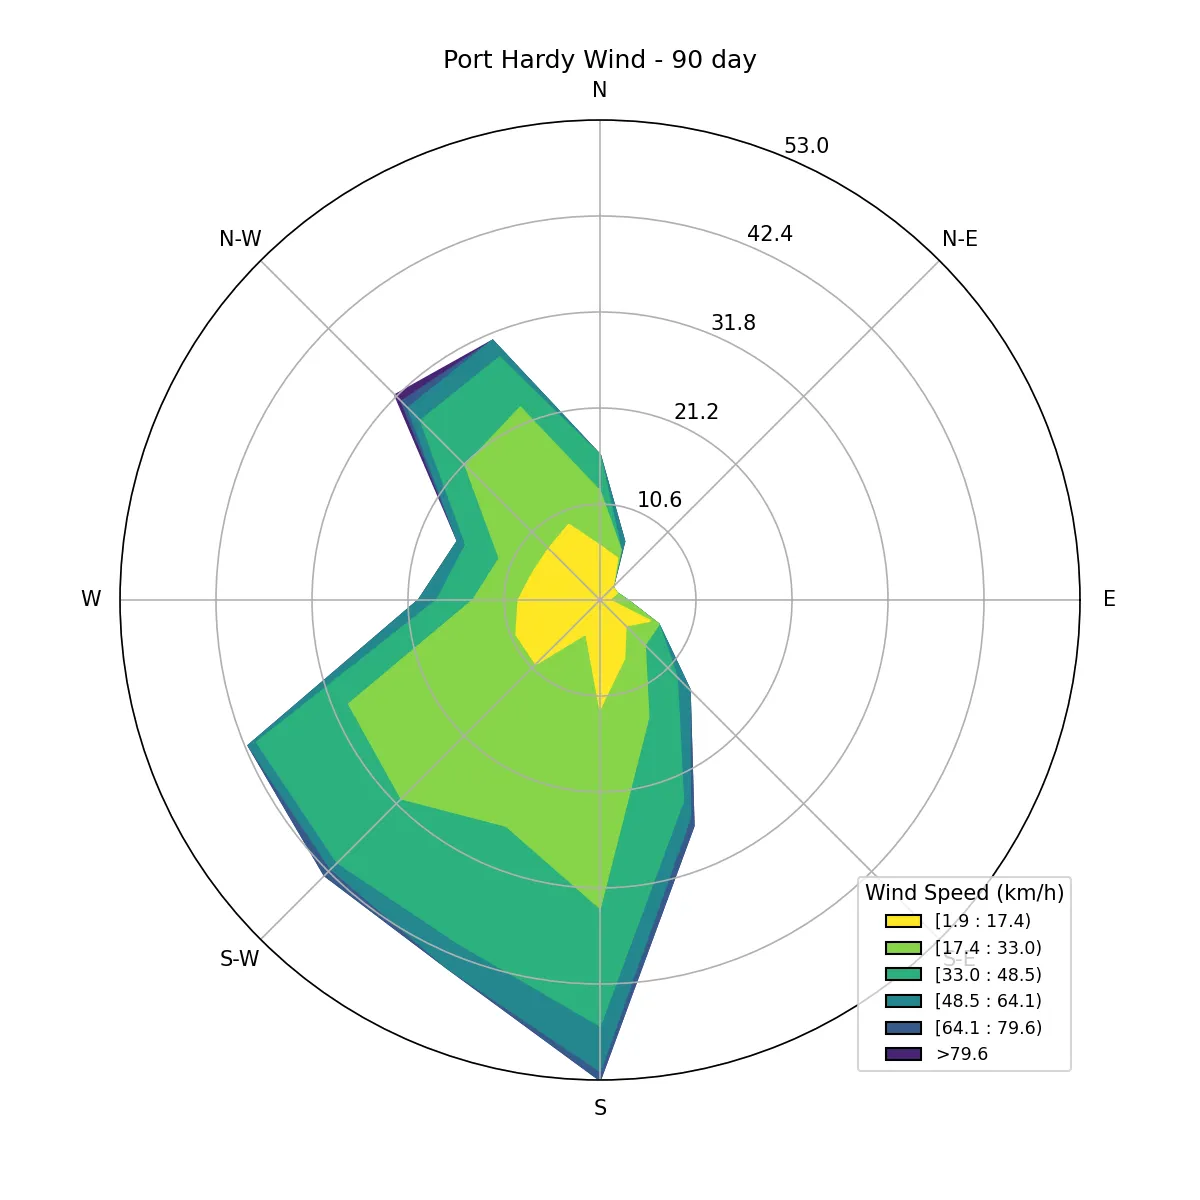 Port Hardy Wind - 90 day
N
53.0
N-W
42.4
N-E
31.8
21.2
10.6
W
E
Wind Speed (km/h)
[1.9 : 17.4)
[17.4 : 33.0)
S-W
S-E
[33.0 : 48.5)
[48.5 : 64.1)
[64.1 : 79.6)
>79.6
S